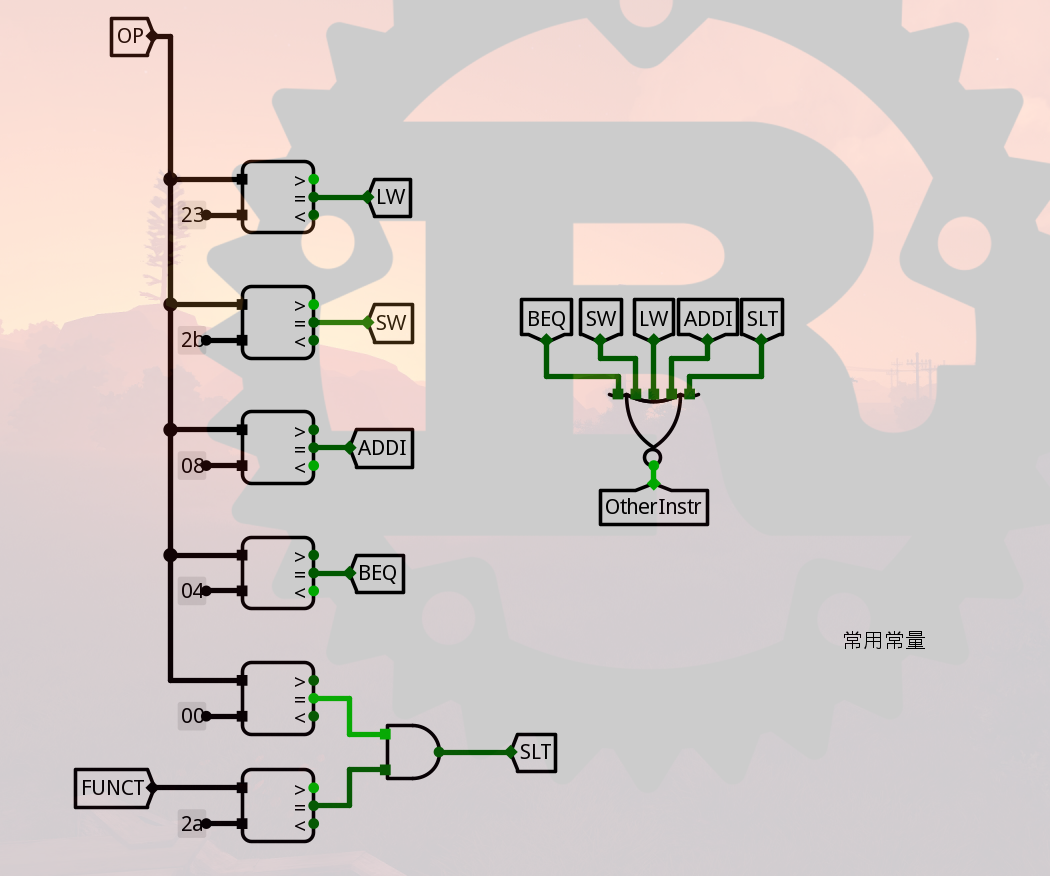 OP
> = <
23
LW
> = <
2b
SW
> = <
08
ADDI
> = <
04
BEQ
> = <
00
FUNCT
> = <
2a
SLT
BEQ SW LW ADDI SLT
OtherInstr
常用常量